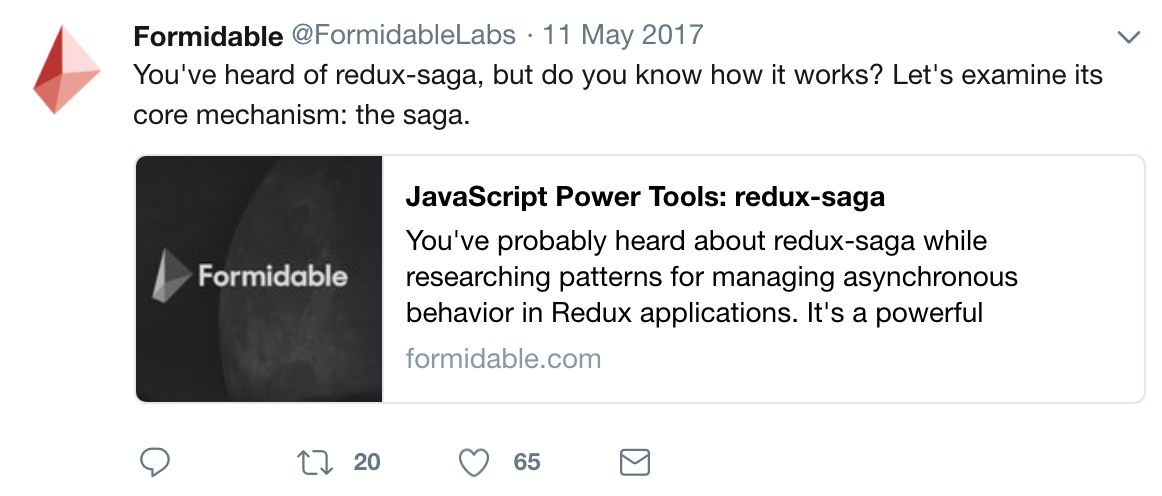 Formidable @FormidableLabs · 11 May 2017
You've heard of redux-saga, but do you know how it works? Let's examine its
core mechanism: the saga.
Formidable
JavaScript Power Tools: redux-saga
You've probably heard about redux-saga while
researching patterns for managing asynchronous
behavior in Redux applications. It's a powerful
formidable.com
20 65